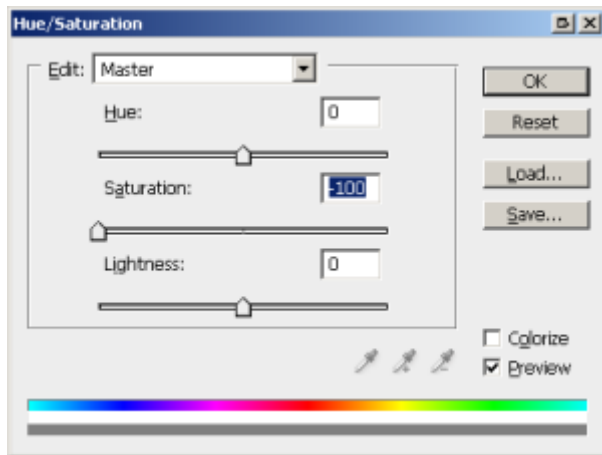 Hue/Saturation
Edit: Master
OK
Hue: 0
Reset
Saturation: -100
Load...
Save...
Lightness: 0
Colorize
Preview